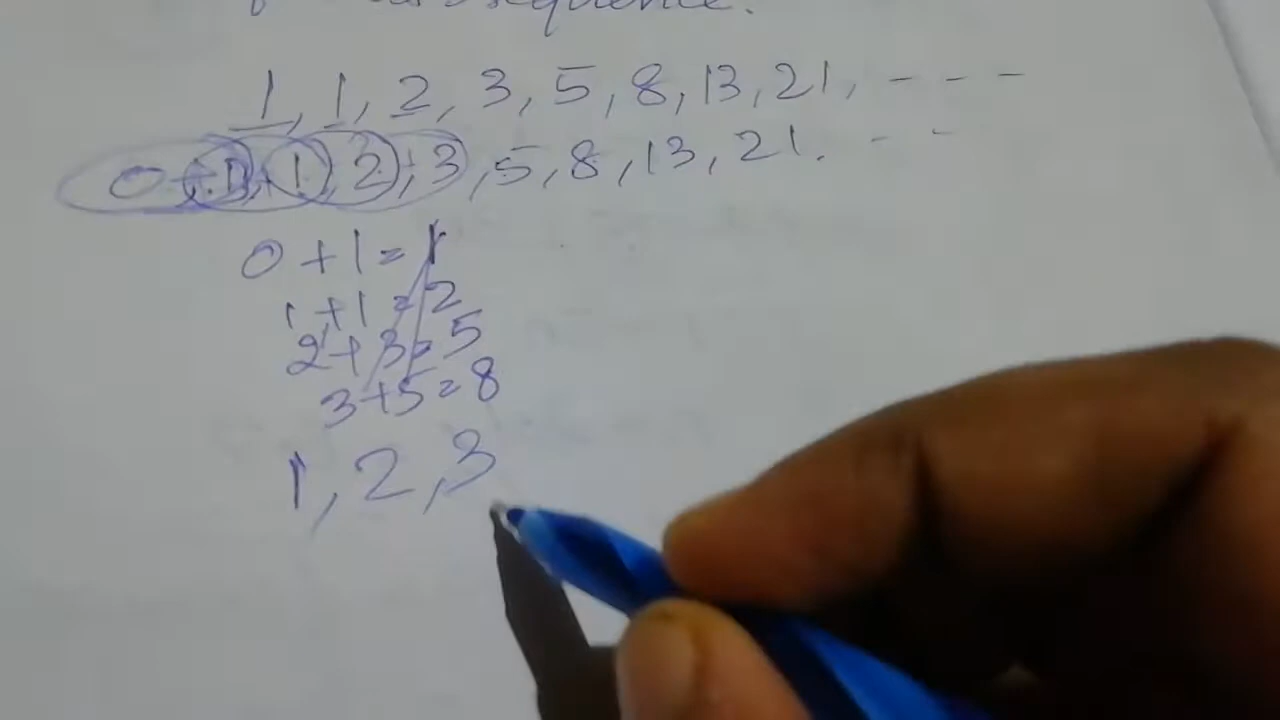 sequence.
1, 1, 2, 3, 5, 8, 13, 21, - - -
0+1+1, 2+3, 5, 8, 13, 21. - -
0+1=1
1+1=2
2+3=5
3+5=8
1, 2, 3